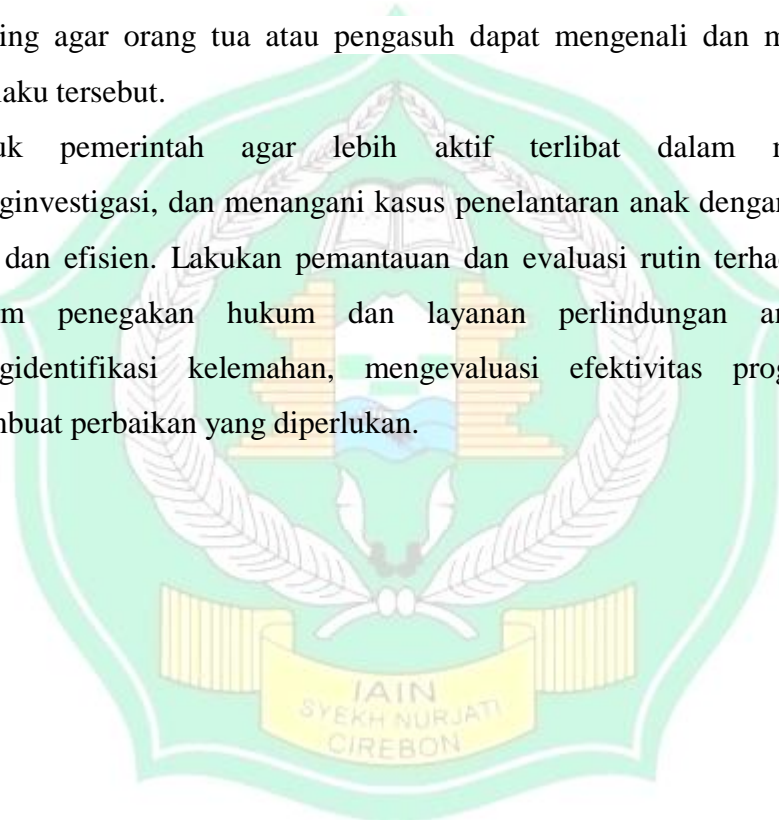 ing agar orang tua atau pengasuh dapat mengenali dan m
laku tersebut.
uk pemerintah agar lebih aktif terlibat dalam m
ginvestigasi, dan menangani kasus penelantaran anak dengan
dan efisien. Lakukan pemantauan dan evaluasi rutin terhad
m penegakan hukum dan layanan perlindungan an
gidentifikasi kelemahan, mengevaluasi efektivitas prog
nbuat perbaikan yang diperlukan.
IAIN
SYEKH NURJATI
CIREBON